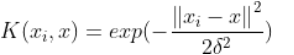 K(x_i, x) = exp(-\frac{\|x_i - x\|^2}{2\delta^2})